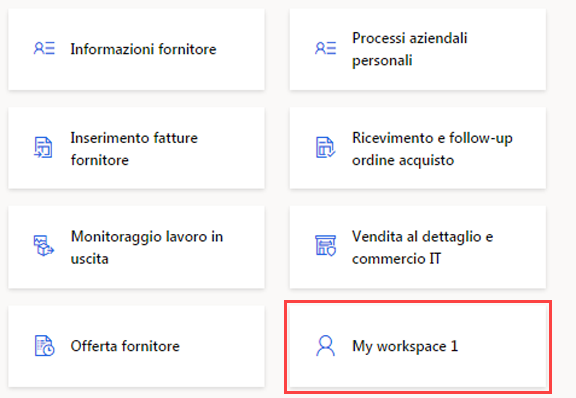 Informazioni fornitore
Processi aziendali
personali
Inserimento fatture
fornitore
Ricevimento e follow-up
ordine acquisto
Monitoraggio lavoro in
uscita
Vendita al dettaglio e
commercio IT
Offerta fornitore
My workspace 1